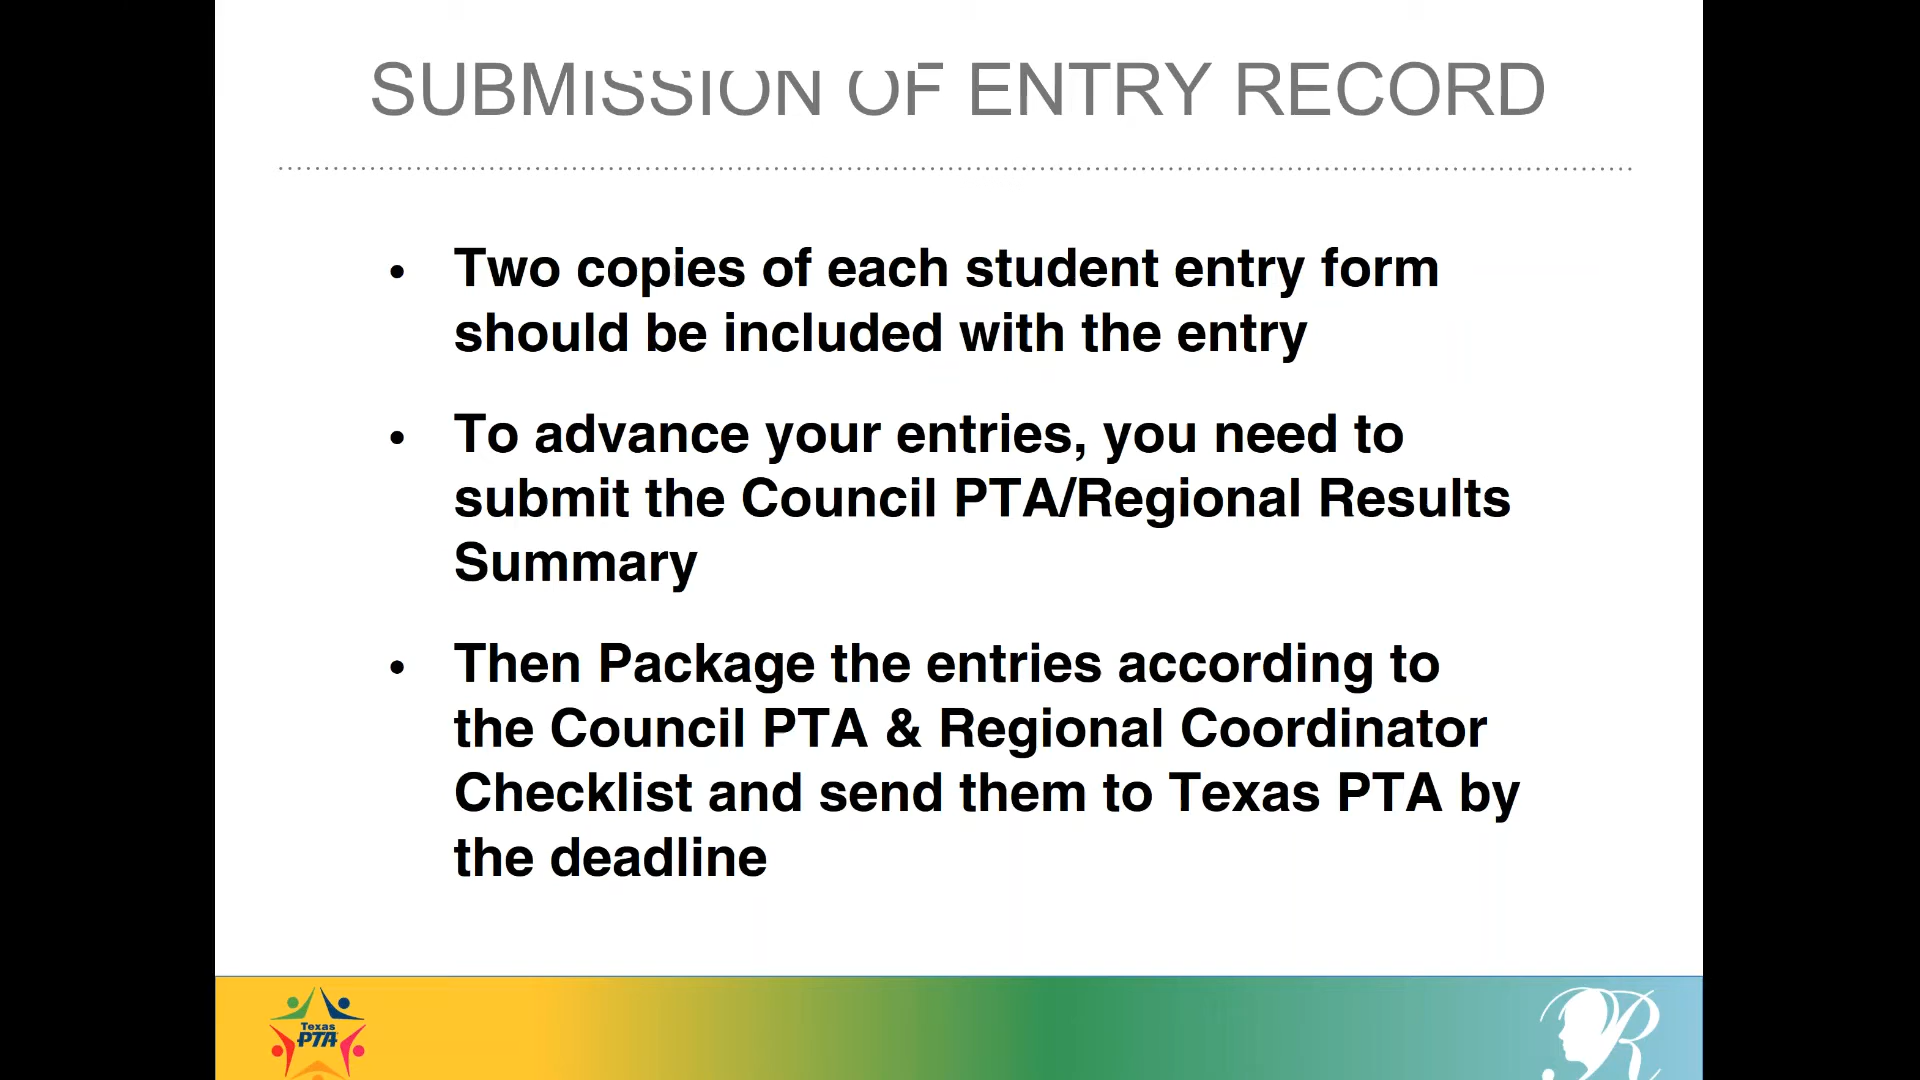 SUBMISSION OF ENTRY RECORD
• Two copies of each student entry form
should be included with the entry
• To advance your entries, you need to
submit the Council PTA/Regional Results
Summary
• Then Package the entries according to
the Council PTA & Regional Coordinator
Checklist and send them to Texas PTA by
the deadline
Texas
PTA
R